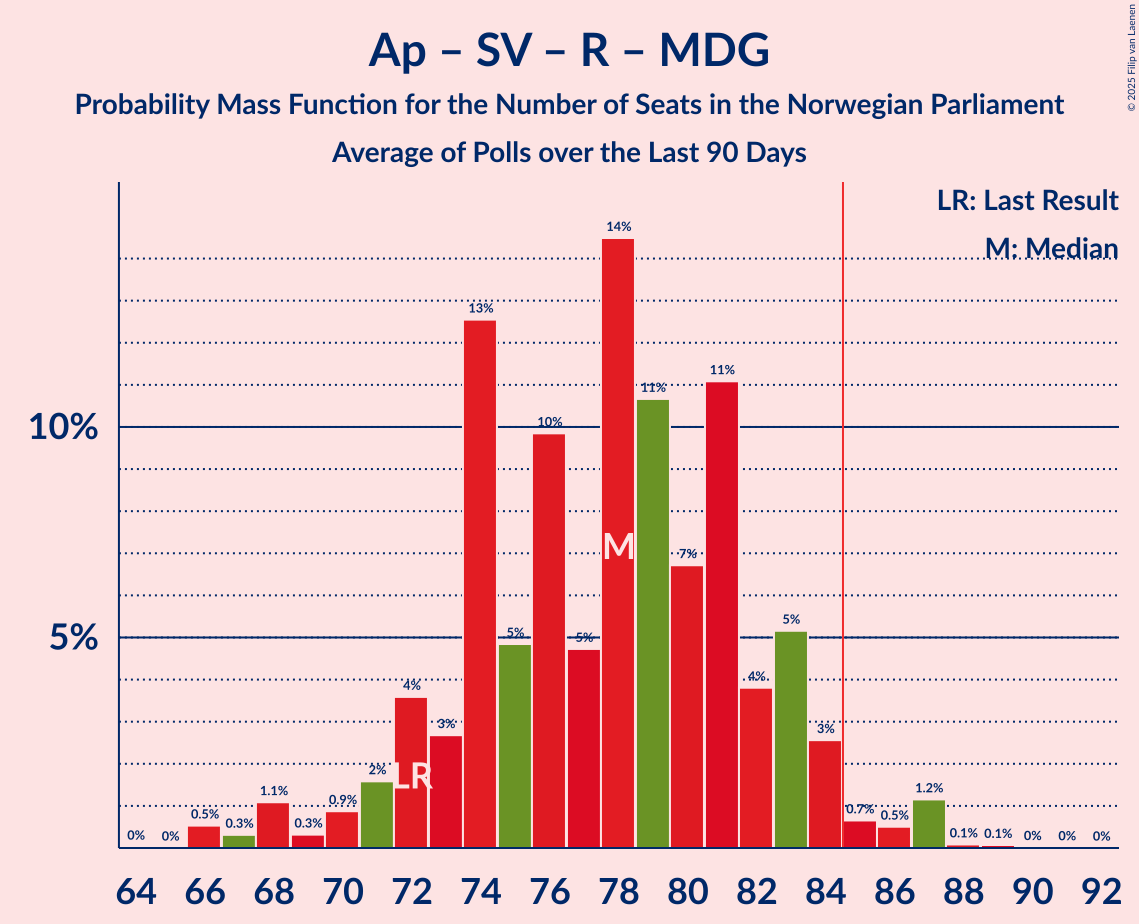 Ap – SV – R – MDG
Probability Mass Function for the Number of Seats in the Norwegian Parliament
Average of Polls over the Last 90 Days
© 2025 Filip van Laenen
LR: Last Result
M: Median
10%
5%
0% 0% 0.5% 0.3% 1.1% 0.3% 0.9% 2% 4% 3% 13% 5% 10% 5% 14% 11% 7% 11% 4% 5% 3% 0.7% 0.5% 1.2% 0.1% 0.1% 0% 0% 0%
LR
M
64 66 68 70 72 74 76 78 80 82 84 86 88 90 92